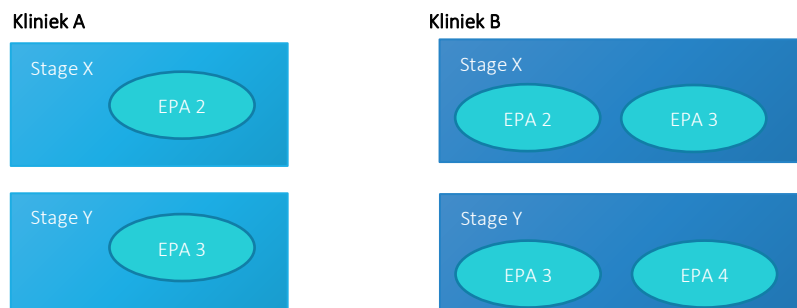 Kliniek A
Stage X
EPA 2
Stage Y
EPA 3
Kliniek B
Stage X
EPA 2
EPA 3
Stage Y
EPA 3
EPA 4